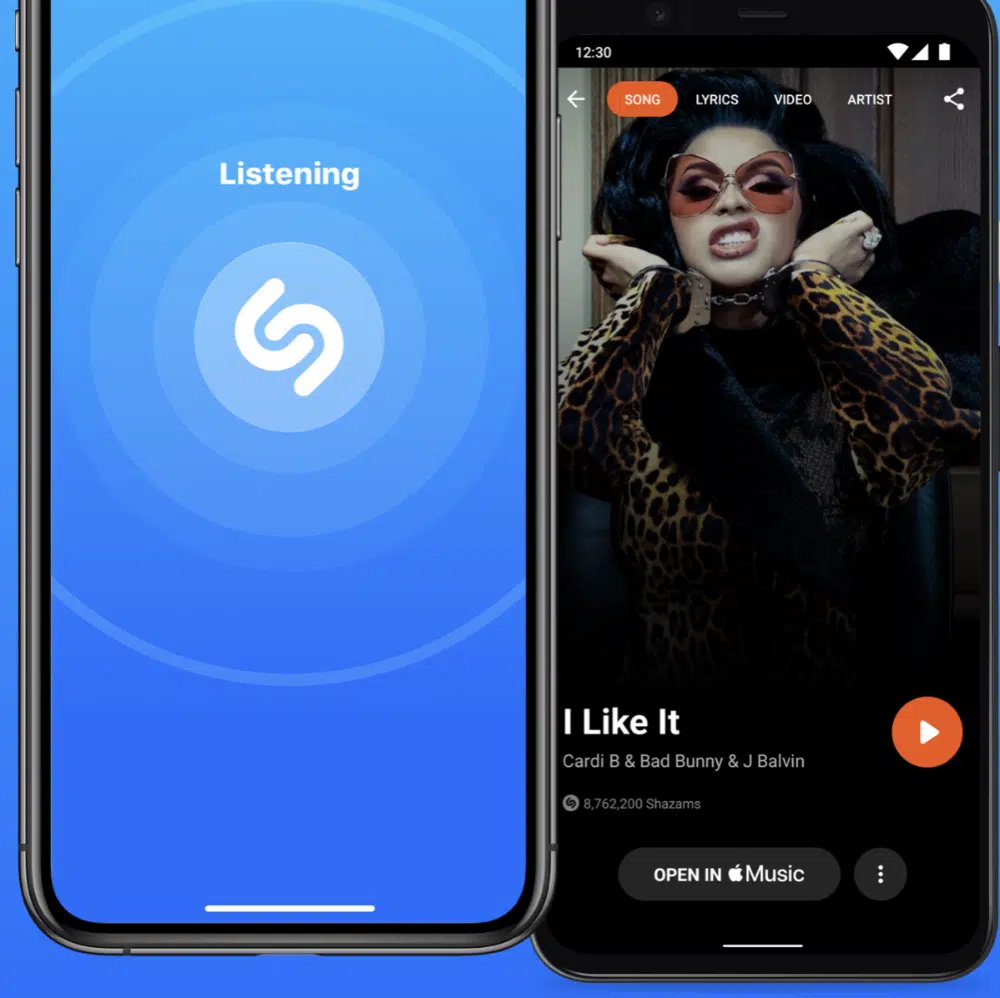 Listening
12:30
SONG LYRICS VIDEO ARTIST
I Like It
Cardi B & Bad Bunny & J Balvin
8,762,200 Shazams
OPEN IN Music